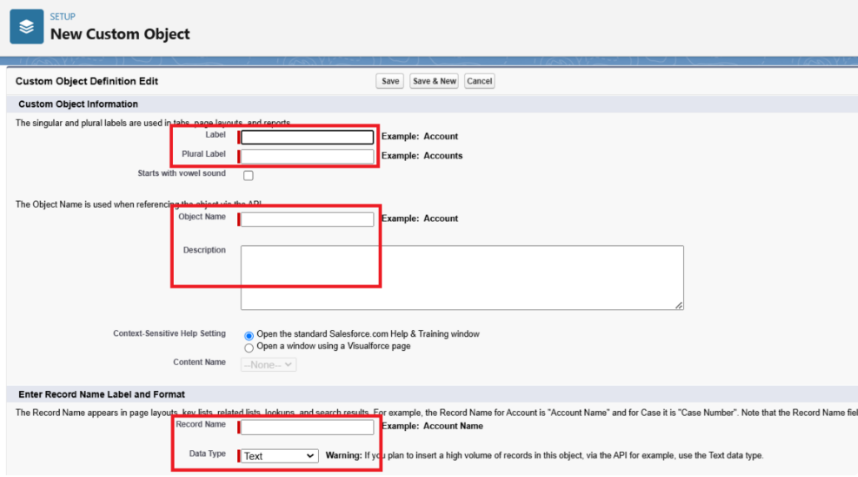 SETUP
New Custom Object
Custom Object Definition Edit Save Save & New Cancel
Custom Object Information
The singular and plural labels are used in tabs, page layouts, and reports.
Label Example: Account
Plural Label Example: Accounts
Starts with vowel sound
The Object Name is used when referencing the object via the API.
Object Name Example: Account
Description
Context-Sensitive Help Setting Open the standard Salesforce.com Help & Training window
Open a window using a Visualforce page
Content Name --None--
Enter Record Name Label and Format
The Record Name appears in page layouts, key lists, related lists, lookups, and search results. For example, the Record Name for Account is "Account Name" and for Case it is "Case Number". Note that the Record Name fiel
Record Name Example: Account Name
Data Type Text Warning: If you plan to insert a high volume of records in this object, via the API for example, use the Text data type.